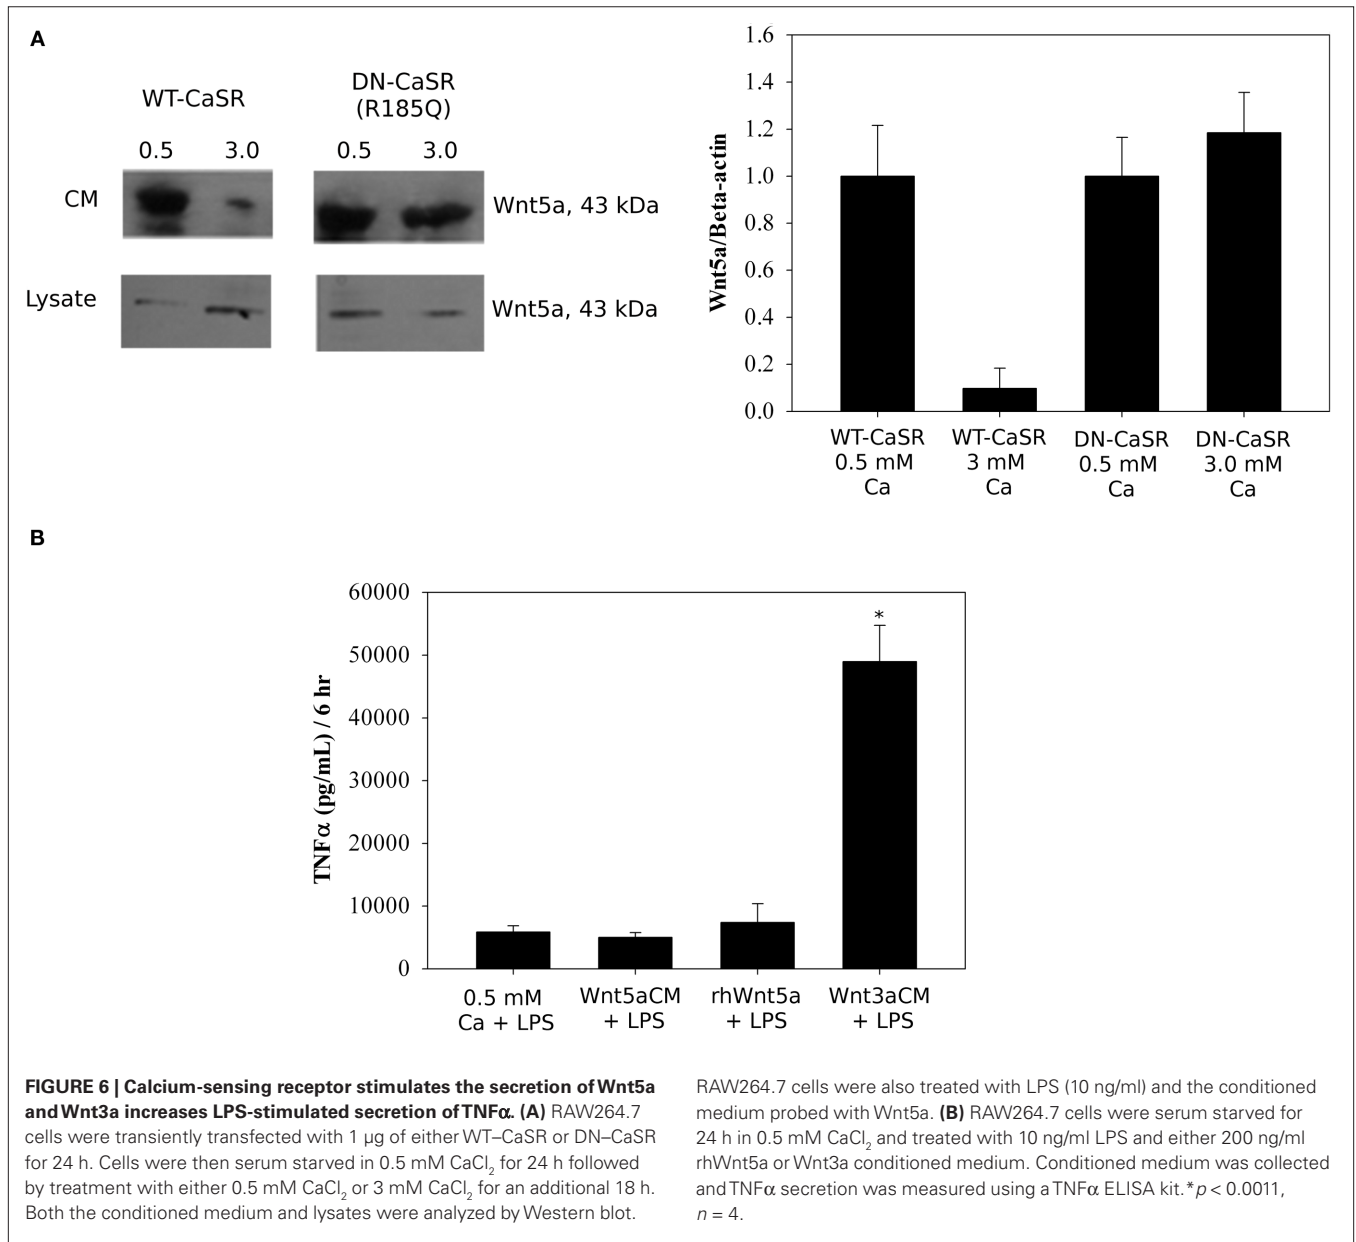 A
WT-CaSR
DN-CaSR
(R185Q)
0.5 3.0 0.5 3.0
CM
Wnt5a, 43 kDa
Lysate
Wnt5a, 43 kDa
Wnt5a/Beta-actin
1.6
1.4
1.2
1.0
0.8
0.6
0.4
0.2
0.0
WT-CaSR
0.5 mM
Ca
WT-CaSR
3 mM
Ca
DN-CaSR
0.5 mM
Ca
DN-CaSR
3.0 mM
Ca
B
TNFα (pg/mL) / 6 hr
60000
50000
40000
30000
20000
10000
0
*
0.5 mM
Ca + LPS
Wnt5aCM
+ LPS
rhWnt5a
+ LPS
Wnt3aCM
+ LPS
FIGURE 6 | Calcium-sensing receptor stimulates the secretion of Wnt5a
and Wnt3a increases LPS-stimulated secretion of TNFα. (A) RAW264.7
cells were transiently transfected with 1 μg of either WT–CaSR or DN–CaSR
for 24 h. Cells were then serum starved in 0.5 mM CaCl₂ for 24 h followed
by treatment with either 0.5 mM CaCl₂ or 3 mM CaCl₂ for an additional 18 h.
Both the conditioned medium and lysates were analyzed by Western blot.
RAW264.7 cells were also treated with LPS (10 ng/ml) and the conditioned
medium probed with Wnt5a. (B) RAW264.7 cells were serum starved for
24 h in 0.5 mM CaCl₂ and treated with 10 ng/ml LPS and either 200 ng/ml
rhWnt5a or Wnt3a conditioned medium. Conditioned medium was collected
and TNFα secretion was measured using a TNFα ELISA kit. *p < 0.0011,
n = 4.